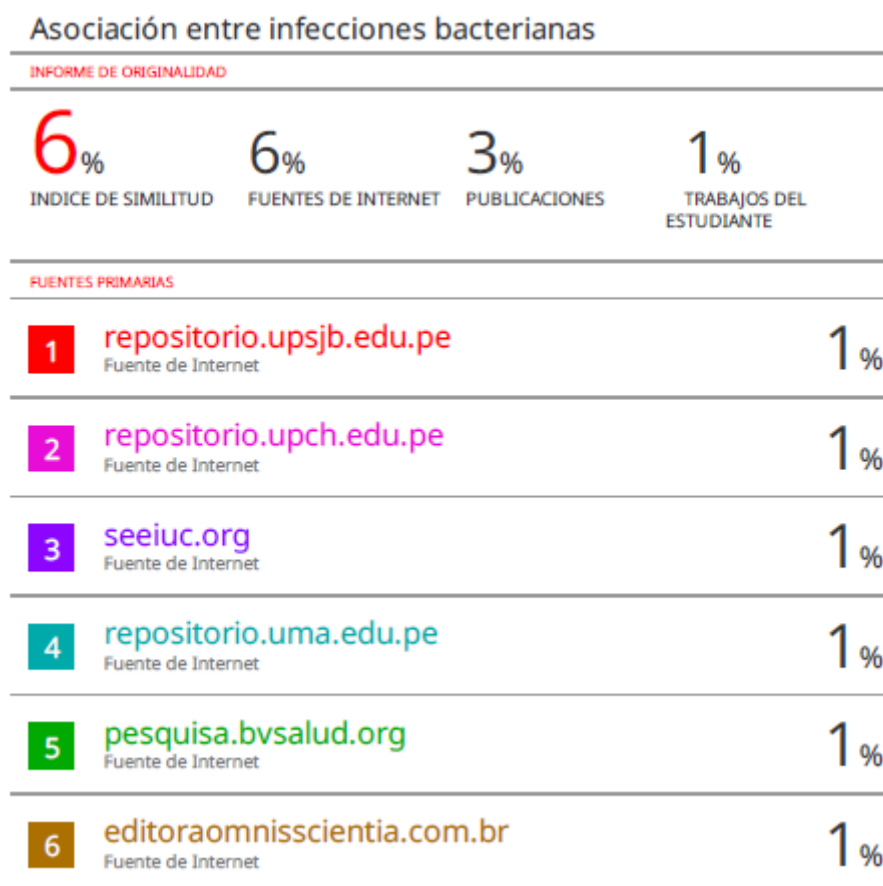 Asociación entre infecciones bacterianas
INFORME DE ORIGINALIDAD
6% 6% 3% 1%
INDICE DE SIMILITUD FUENTES DE INTERNET PUBLICACIONES TRABAJOS DEL
ESTUDIANTE
FUENTES PRIMARIAS
1 repositorio.upsjb.edu.pe 1%
Fuente de Internet
2 repositorio.upch.edu.pe 1%
Fuente de Internet
3 seeiuc.org 1%
Fuente de Internet
4 repositorio.uma.edu.pe 1%
Fuente de Internet
5 pesquisa.bvsalud.org 1%
Fuente de Internet
6 editoraomnisscientia.com.br 1%
Fuente de Internet